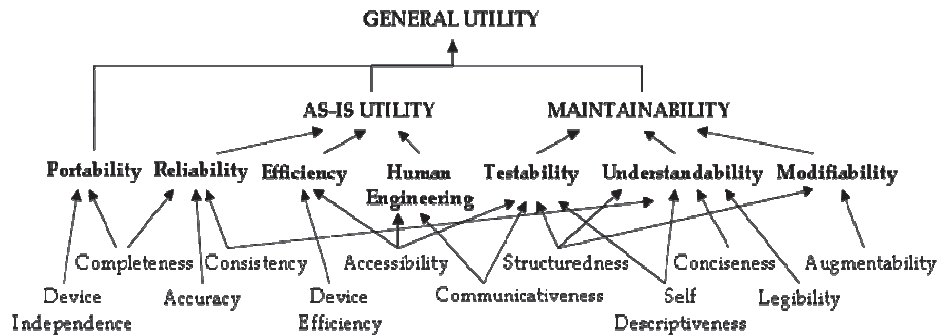 GENERAL UTILITY
AS-IS UTILITY MAINTAINABILITY
Portability Reliability Efficiency Human Testability Understandability Modifiability
Engineering
Completeness Consistency Accessibility Structuredness Conciseness Augmentability
Device Accuracy Device Communicativeness Self Legibility
Independence Efficiency Descriptiveness